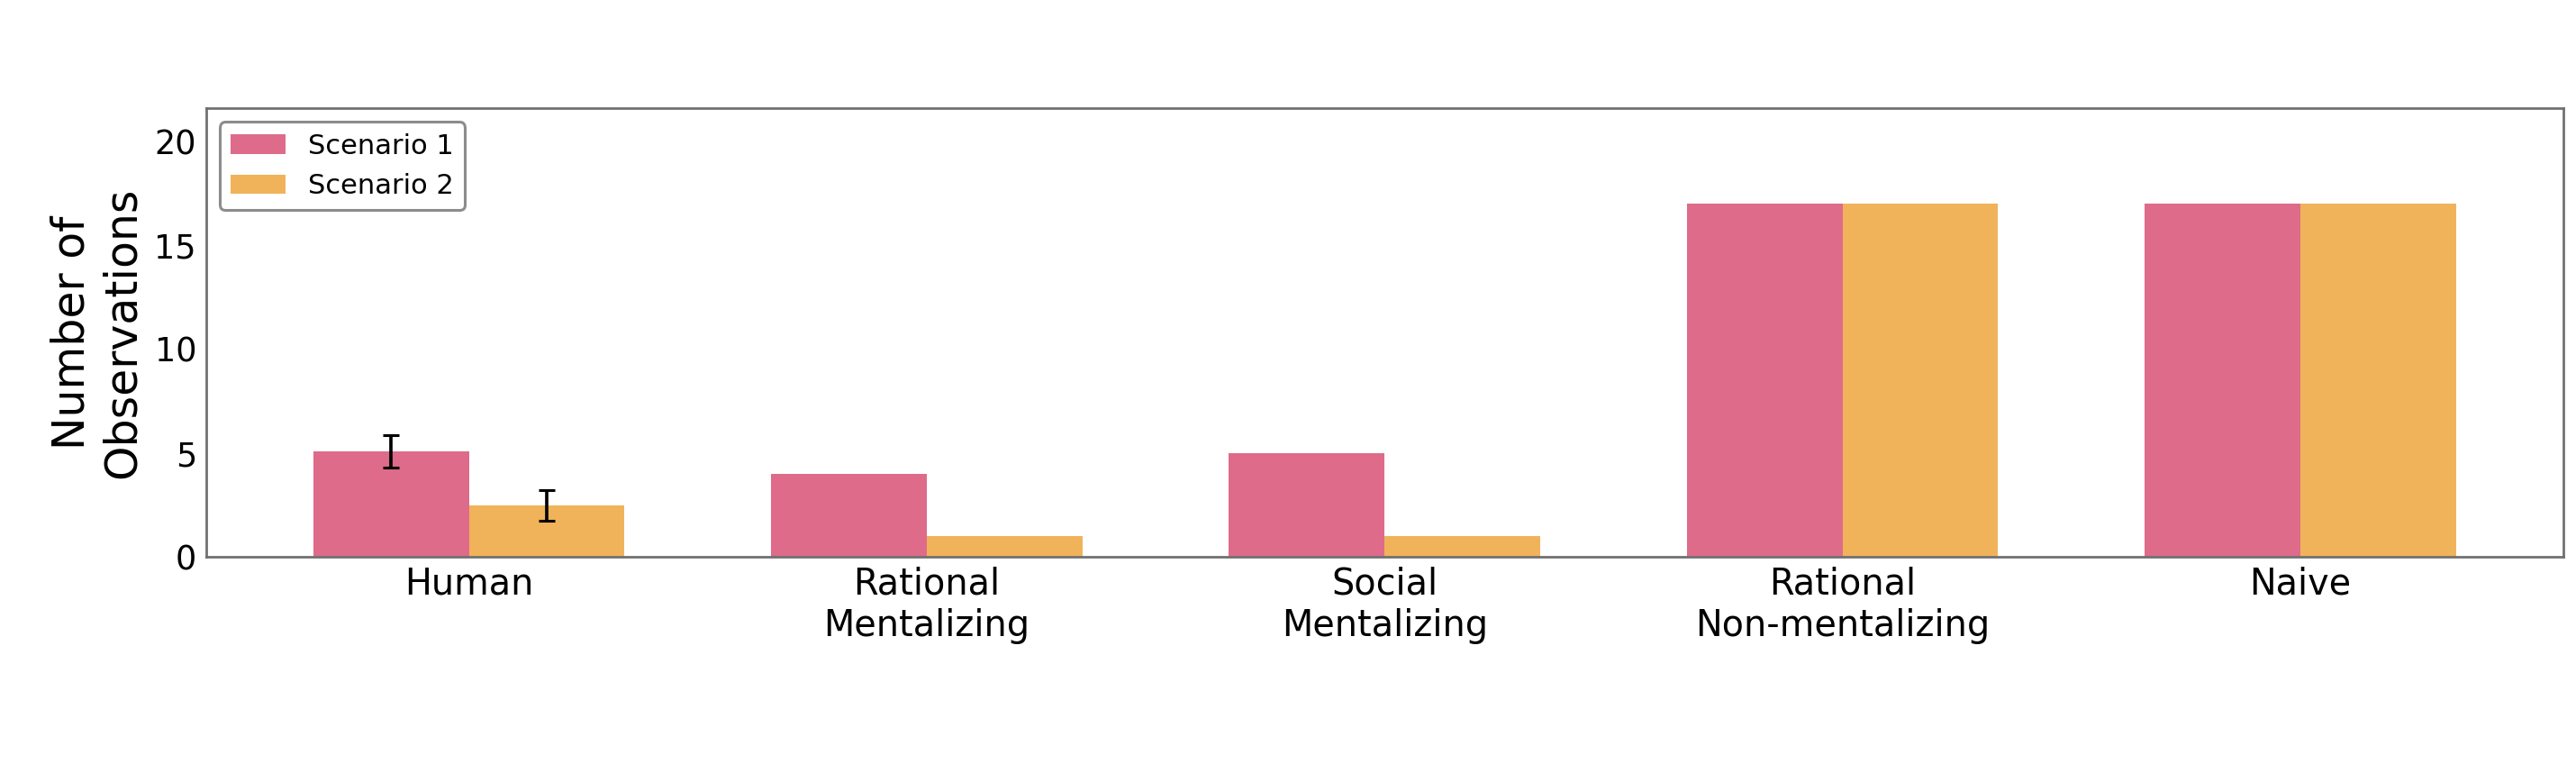 Number of
Observations
20
15
10
5
0
Scenario 1
Scenario 2
Human
Rational
Mentalizing
Social
Mentalizing
Rational
Non-mentalizing
Naive